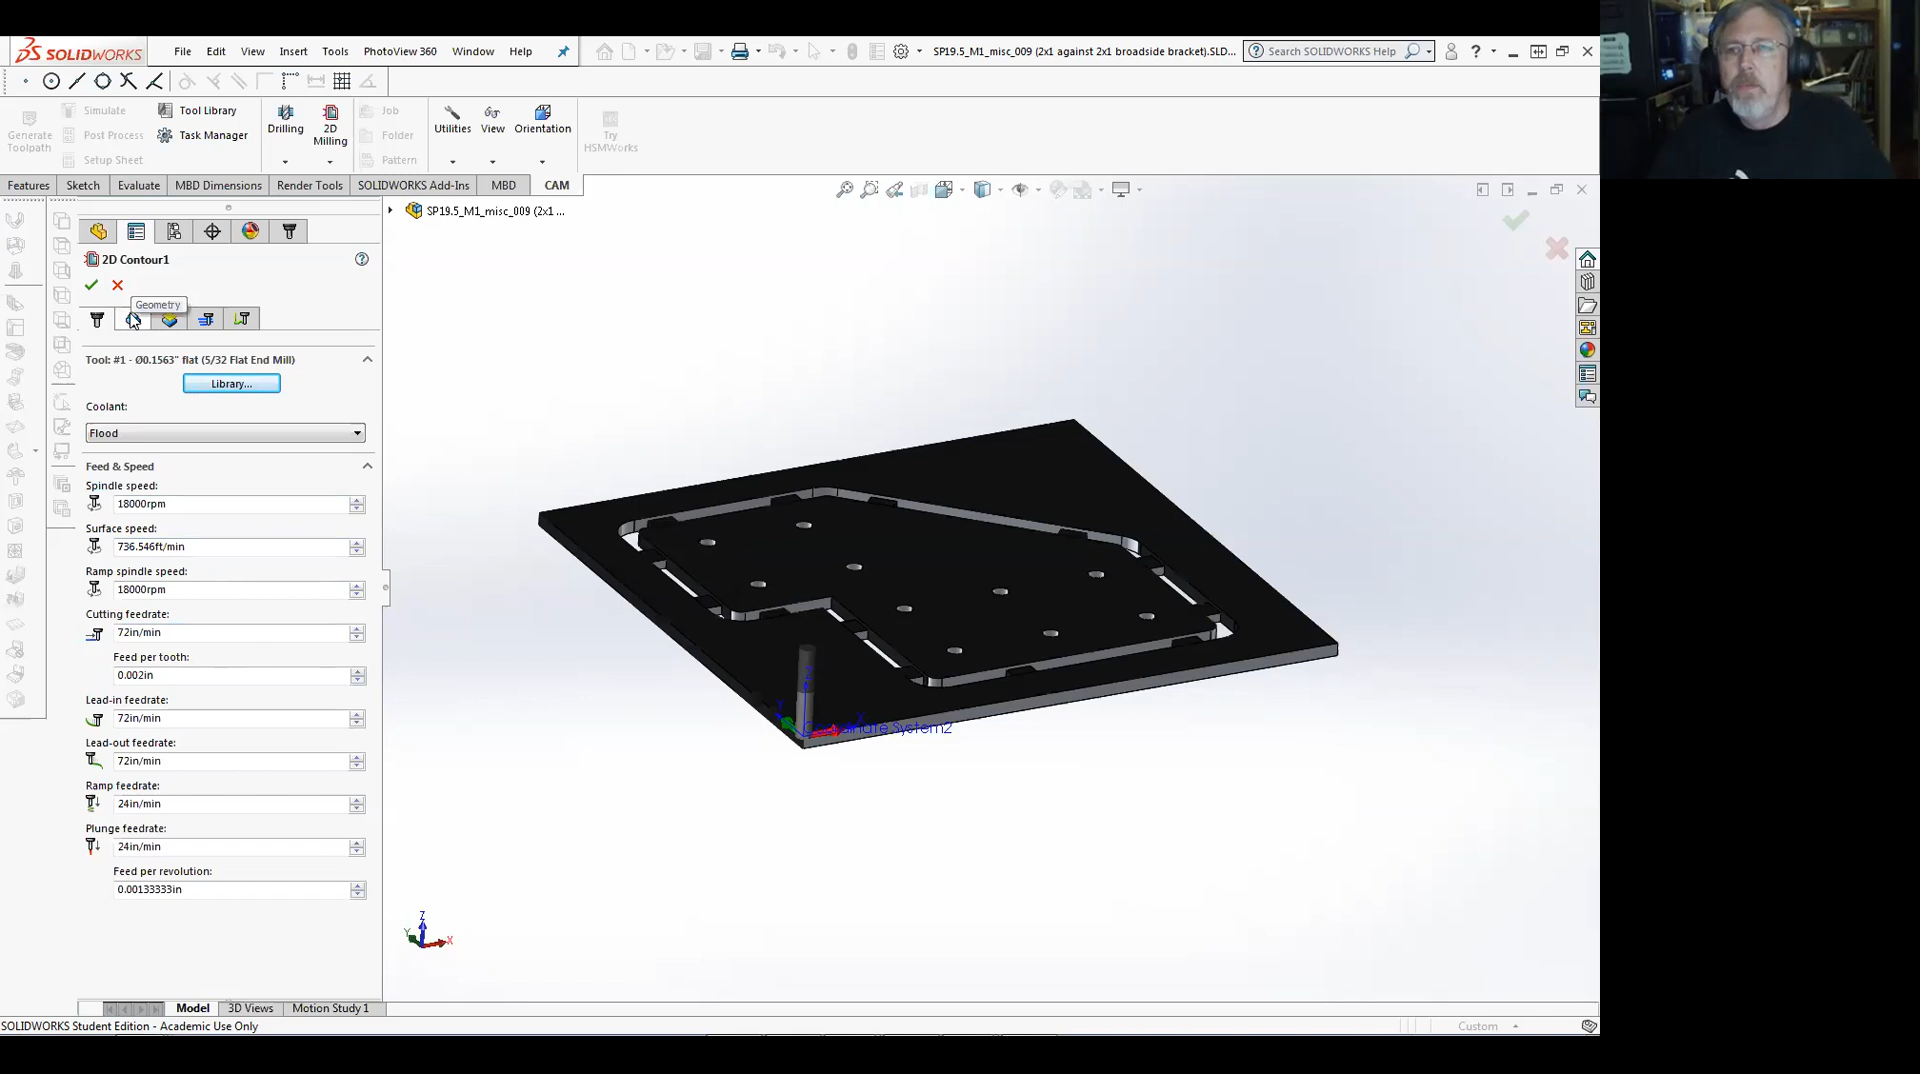 SOLIDWORKS
File Edit View Insert Tools PhotoView 360 Window Help
SP19.5_M1_misc_009 (2x1 against 2x1 broadside bracket).SLD...
Search SOLIDWORKS Help
Generate Toolpath
Simulate
Post Process
Setup Sheet
Tool Library
Task Manager
Drilling
2D Milling
Job
Folder
Pattern
Utilities
View
Orientation
Try HSMWorks
Features Sketch Evaluate MBD Dimensions Render Tools SOLIDWORKS Add-Ins MBD CAM
SP19.5_M1_misc_009 (2x1 ...
2D Contour1
Geometry
Tool: #1 - Ø0.1563" flat (5/32 Flat End Mill)
Library...
Coolant:
Flood
Feed & Speed
Spindle speed:
18000rpm
Surface speed:
736.546ft/min
Ramp spindle speed:
18000rpm
Cutting feedrate:
72in/min
Feed per tooth:
0.002in
Lead-in feedrate:
72in/min
Lead-out feedrate:
72in/min
Ramp feedrate:
24in/min
Plunge feedrate:
24in/min
Feed per revolution:
0.00133333in
Coordinate System2
Z
Y
X
Model 3D Views Motion Study 1
SOLIDWORKS Student Edition - Academic Use Only
Custom